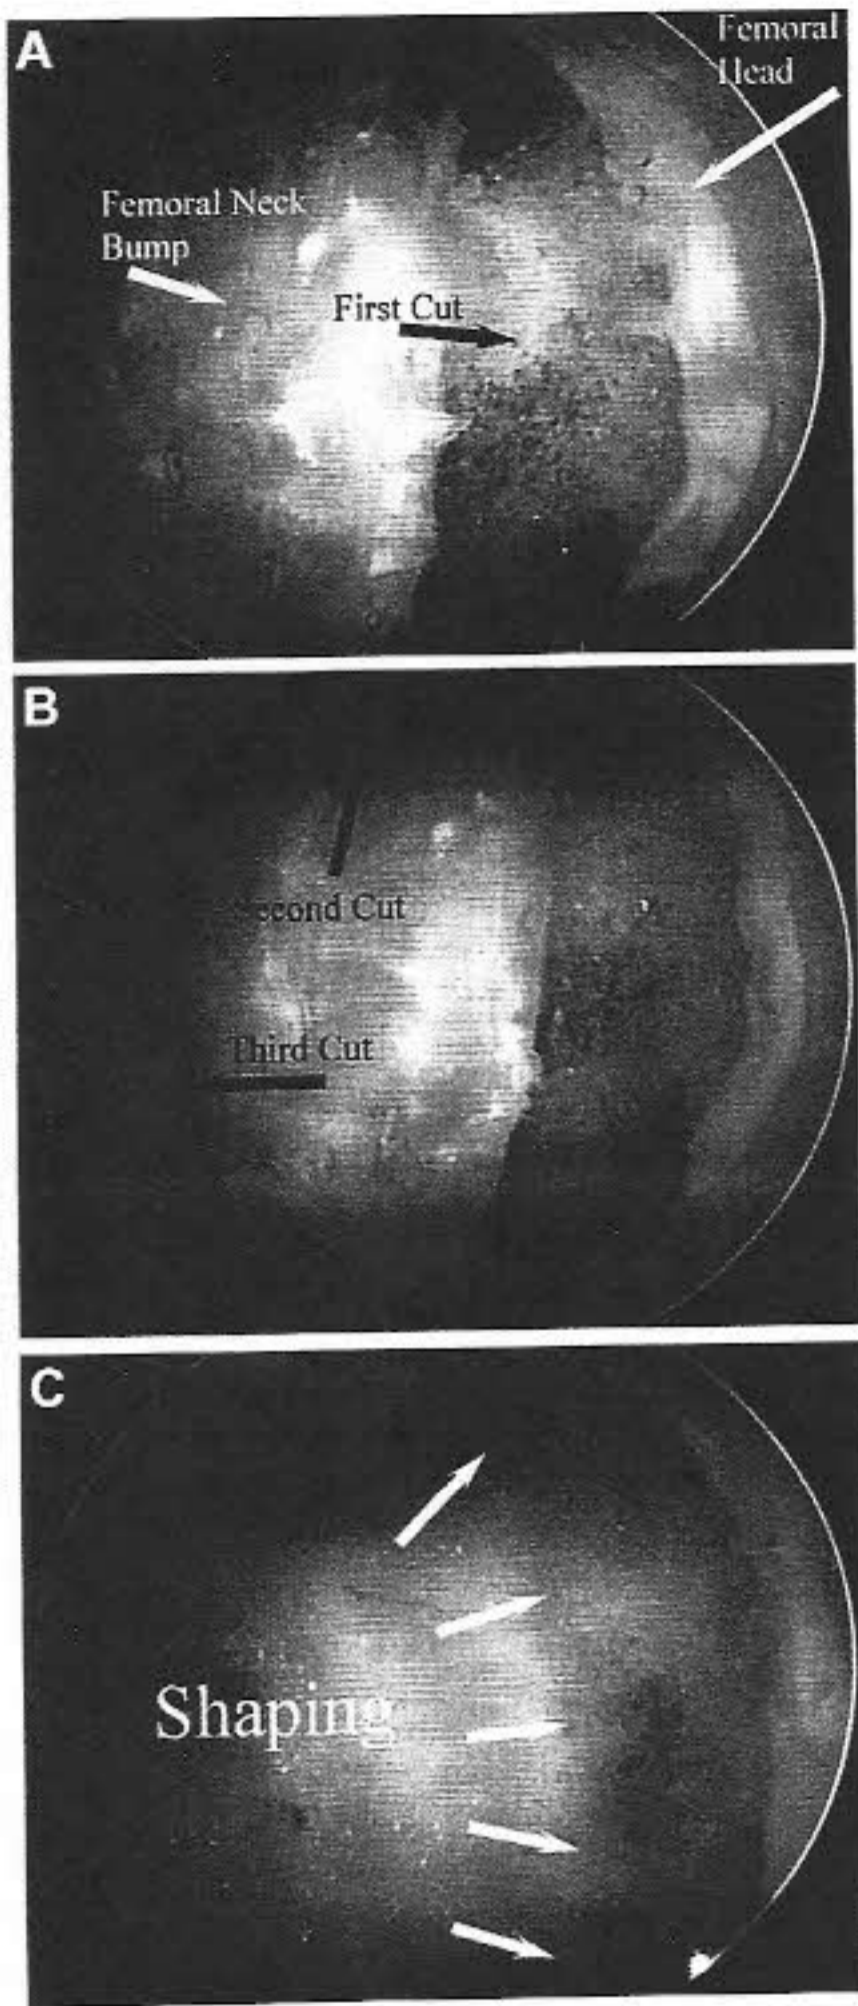 A
Femoral
Head
Femoral Neck
Bump
First Cut
B
Second Cut
Third Cut
C
Shaping